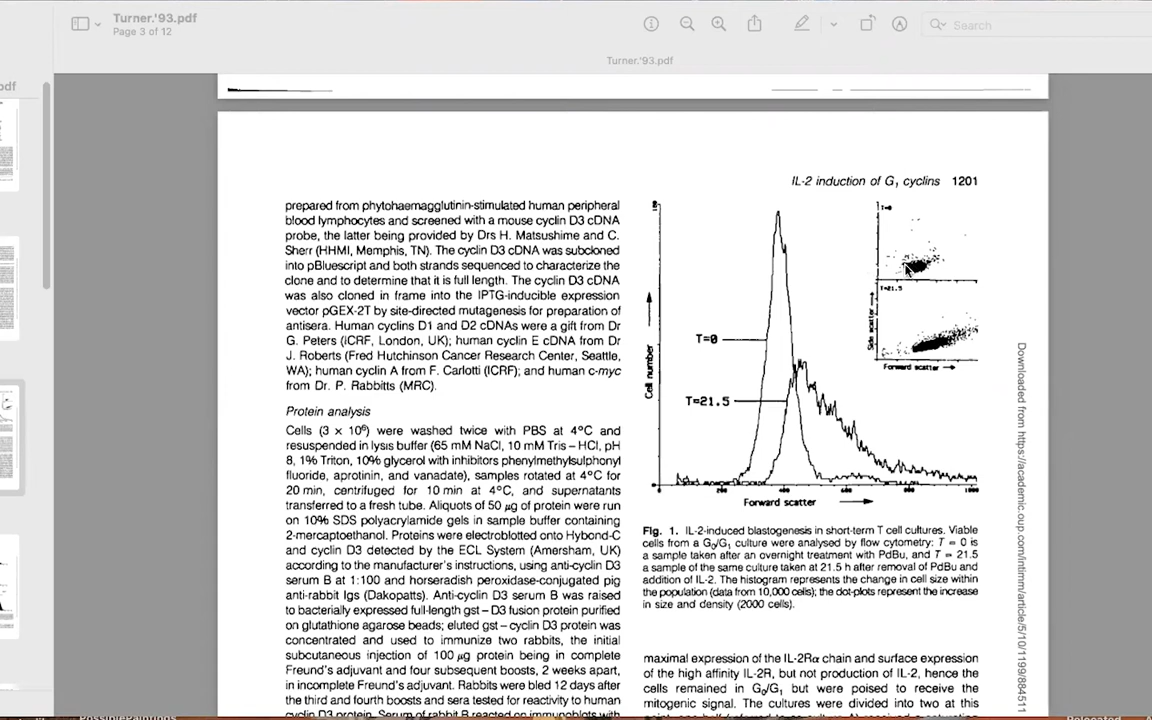 Turner.'93.pdf
Page 3 of 12
Search
Turner.'93.pdf
pdf
IL-2 induction of G1 cyclins 1201
prepared from phytohaemagglutinin-stimulated human peripheral
blood lymphocytes and screened with a mouse cyclin D3 cDNA
probe, the latter being provided by Drs H. Matsushime and C.
Sherr (HHMI, Memphis, TN). The cyclin D3 cDNA was subcloned
into pBluescript and both strands sequenced to characterize the
clone and to determine that it is full length. The cyclin D3 cDNA
was also cloned in frame into the IPTG-inducible expression
vector pGEX-2T by site-directed mutagenesis for preparation of
antisera. Human cyclins D1 and D2 cDNAs were a gift from Dr
G. Peters (ICRF, London, UK); human cyclin E cDNA from Dr
J. Roberts (Fred Hutchinson Cancer Research Center, Seattle,
WA); human cyclin A from F. Carlotti (ICRF); and human c-myc
from Dr. P. Rabbitts (MRC).
Protein analysis
Cells (3 × 10⁶) were washed twice with PBS at 4°C and
resuspended in lysis buffer (65 mM NaCl, 10 mM Tris – HCl, pH
8, 1% Triton, 10% glycerol with inhibitors phenylmethylsulphonyl
fluoride, aprotinin, and vanadate), samples rotated at 4°C for
20 min, centrifuged for 10 min at 4°C, and supernatants
transferred to a fresh tube. Aliquots of 50 µg of protein were run
on 10% SDS polyacrylamide gels in sample buffer containing
2-mercaptoethanol. Proteins were electroblotted onto Hybond-C
and cyclin D3 detected by the ECL System (Amersham, UK)
according to the manufacturer's instructions, using anti-cyclin D3
serum B at 1:100 and horseradish peroxidase-conjugated pig
anti-rabbit Igs (Dakopatts). Anti-cyclin D3 serum B was raised
to bacterially expressed full-length gst – D3 fusion protein purified
on glutathione agarose beads; eluted gst – cyclin D3 protein was
concentrated and used to immunize two rabbits, the initial
subcutaneous injection of 100 µg protein being in complete
Freund's adjuvant and four subsequent boosts, 2 weeks apart,
in incomplete Freund's adjuvant. Rabbits were bled 12 days after
the third and fourth boosts and sera tested for reactivity to human
cyclin D3 protein. Serum of rabbit B reacted on immunoblots with
T=0
T=21.5
Cell number
0 200 400 600 800 1000
Forward scatter
T=0
T=21.5
Side scatter
Forward scatter
Fig. 1. IL-2-induced blastogenesis in short-term T cell cultures. Viable
cells from a G0/G1 culture were analysed by flow cytometry: T = 0 is
a sample taken after an overnight treatment with PdBu, and T = 21.5
a sample of the same culture taken at 21.5 h after removal of PdBu and
addition of IL-2. The histogram represents the change in cell size within
the population (data from 10,000 cells); the dot-plots represent the increase
in size and density (2000 cells).
maximal expression of the IL-2Rα chain and surface expression
of the high affinity IL-2R, but not production of IL-2, hence the
cells remained in G0/G1 but were poised to receive the
mitogenic signal. The cultures were divided into two at this
Downloaded from https://academic.oup.com/intimm/article/5/10/1199/884511